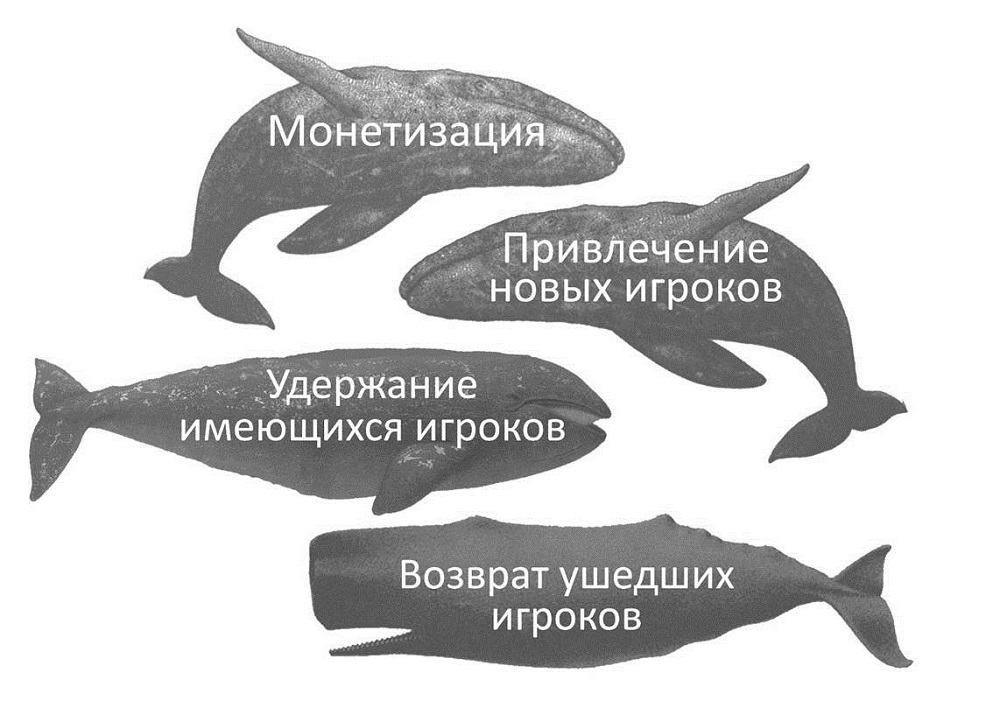 Монетизация
Привлечение
новых игроков
Удержание
имеющихся игроков
Возврат ушедших
игроков